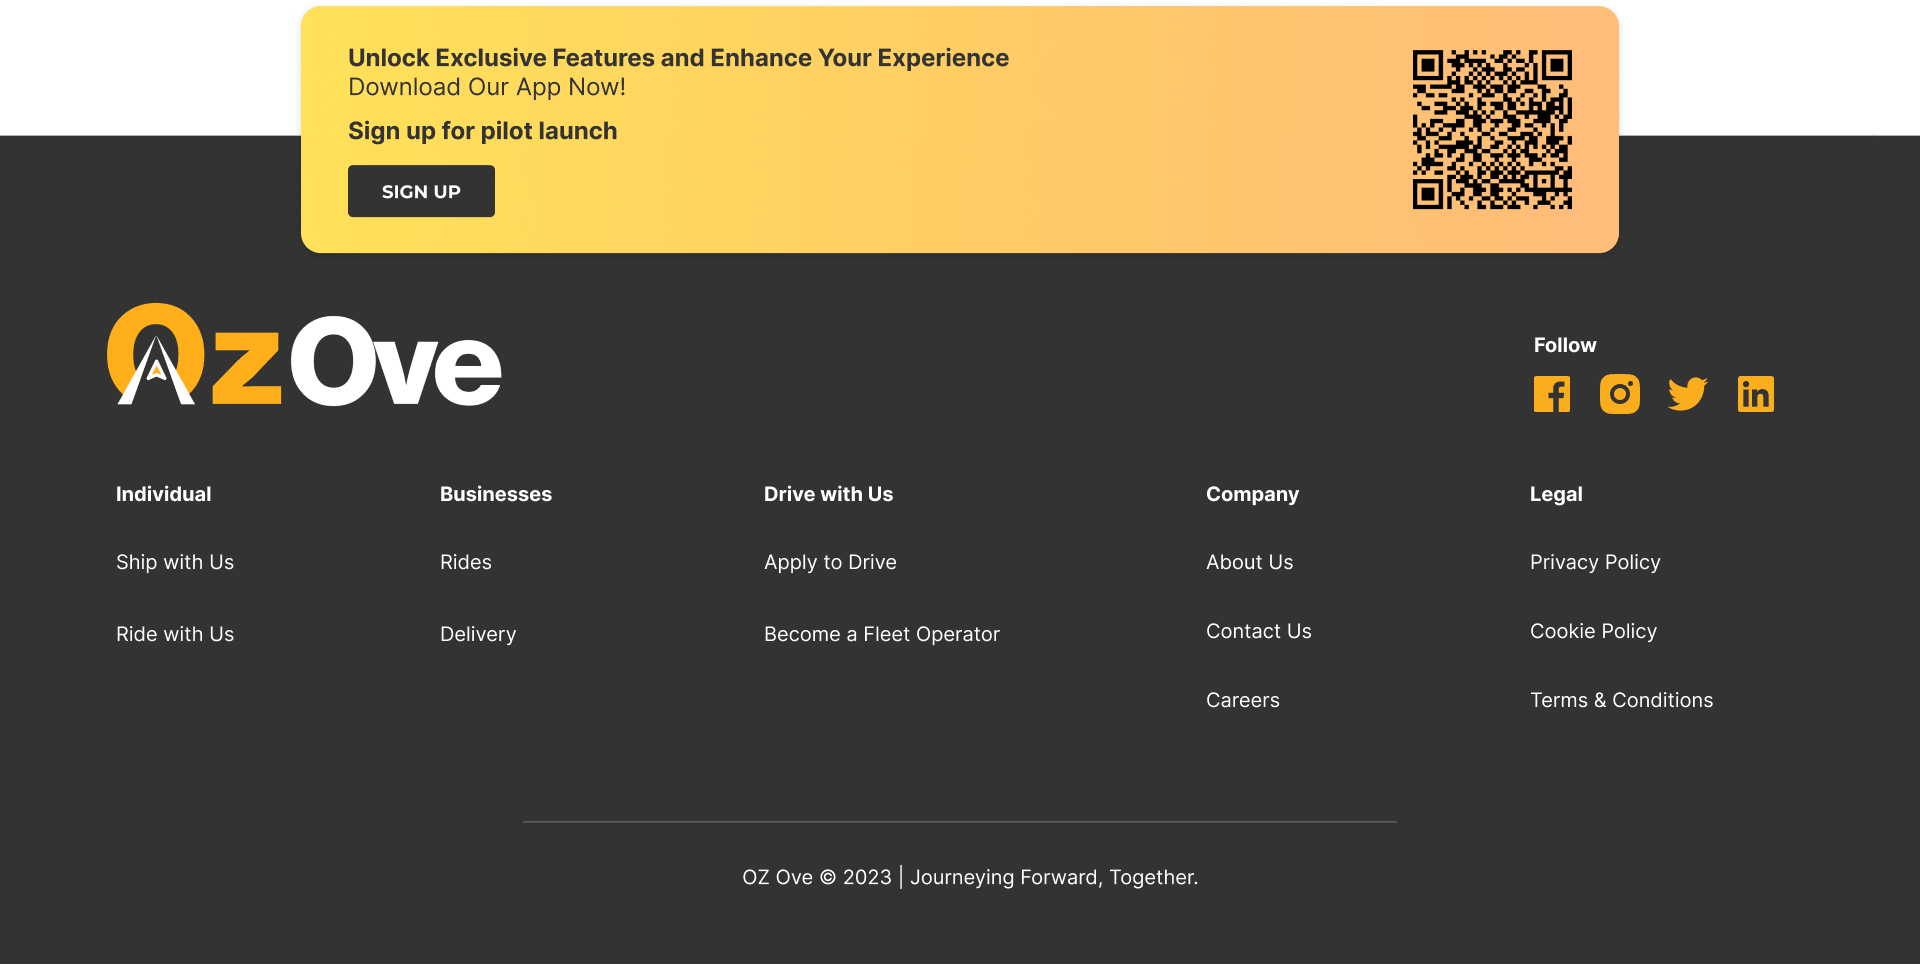 Unlock Exclusive Features and Enhance Your Experience
Download Our App Now!
Sign up for pilot launch
SIGN UP
OzOve
Follow
Individual
Ship with Us
Ride with Us
Businesses
Rides
Delivery
Drive with Us
Apply to Drive
Become a Fleet Operator
Company
About Us
Contact Us
Careers
Legal
Privacy Policy
Cookie Policy
Terms & Conditions
OZ Ove © 2023 | Journeying Forward, Together.